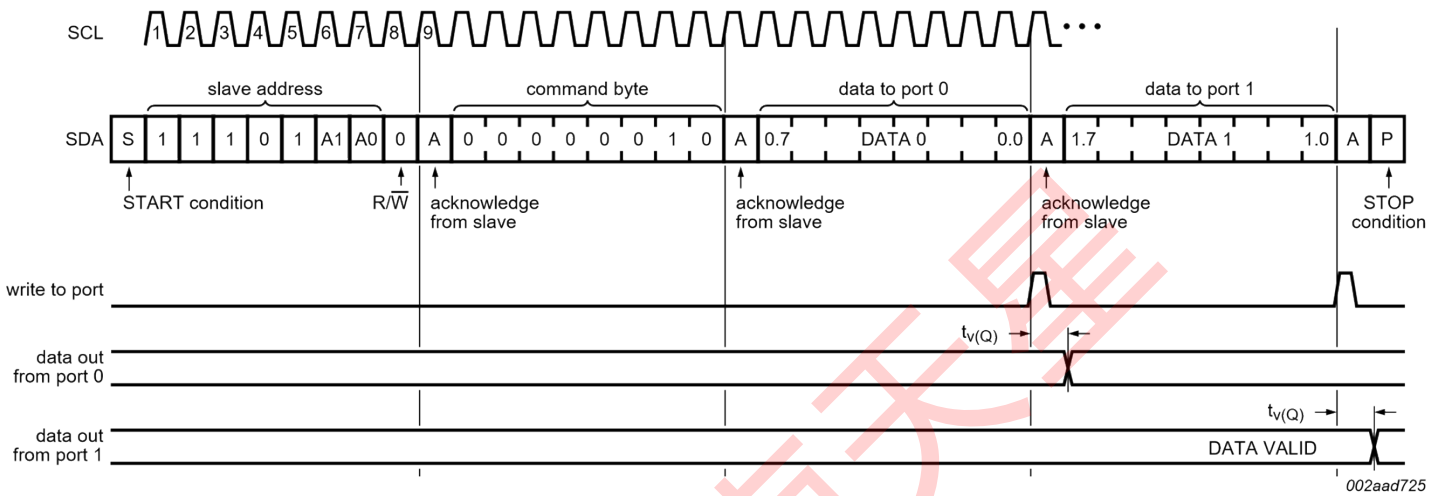 SCL 1 2 3 4 5 6 7 8 9 •••
slave address command byte data to port 0 data to port 1
SDA S 1 1 1 0 1 A1 A0 0 A 0 0 0 0 0 0 1 0 A 0.7 DATA 0 0.0 A 1.7 DATA 1 1.0 A P
START condition R/W̅ acknowledge acknowledge acknowledge STOP
from slave from slave from slave condition
write to port
tv(Q)
data out
from port 0
tv(Q)
data out
from port 1 DATA VALID
002aad725
天星